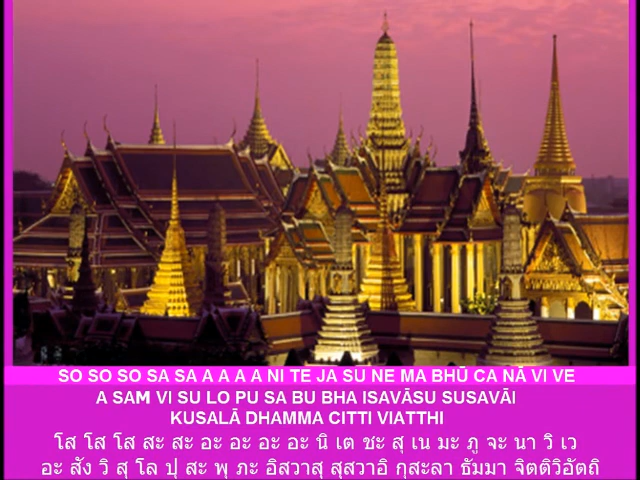 SO SO SO SA SA A A A A NI TE JA SU NE MA BHŪ CA NĀ VI VE
A SAM VI SU LO PU SA BU BHA ISAVĀSU SUSAVĀI
KUSALĀ DHAMMA CITTI VIATTHI
โส โส โส สะ สะ อะ อะ อะ อะ นิ เต ชะ สุ เน มะ ภู จะ นา วิ เว
อะ สัง วิ สุ โล ปุ สะ พุ ภะ อิสวาสุ สุสวาอิ กุสะลา ธัมมา จิตติวิอัตถิ